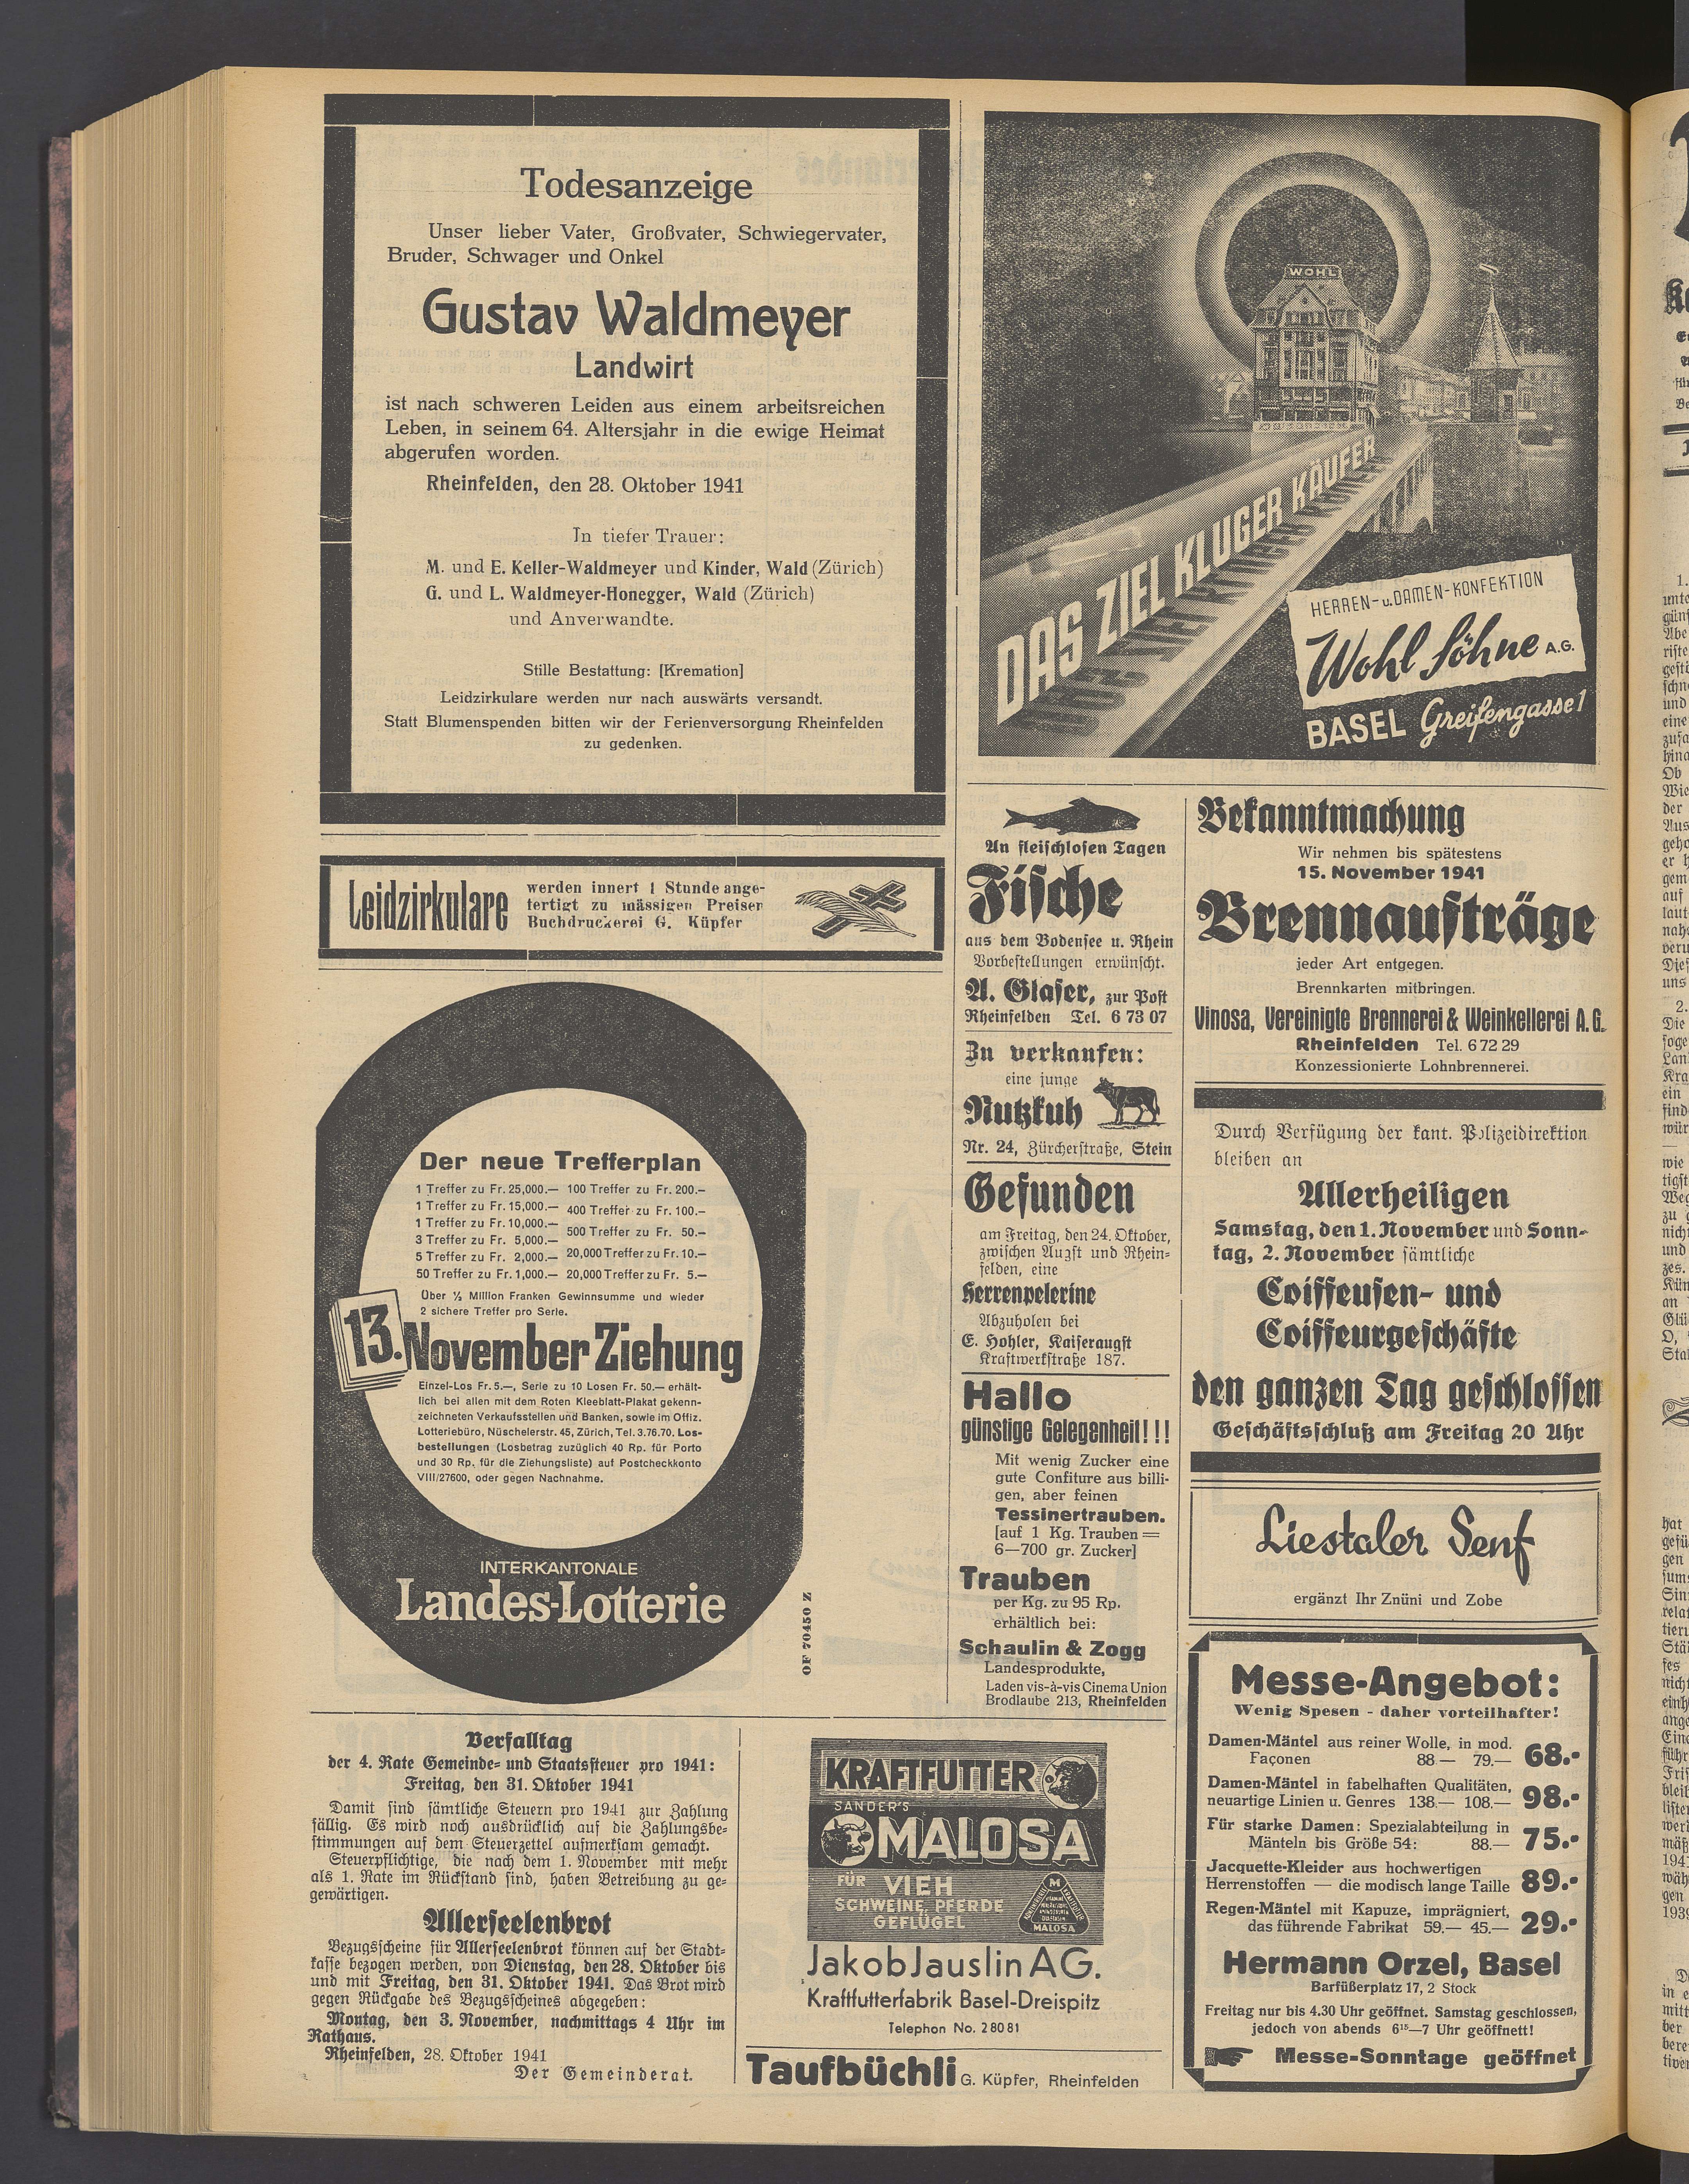 Todesanzeige
Unser lieber Vater, Großvater, Schwiegervater,
Bruder, Schwager und Onkel
Gustav Waldmeyer
Landwirt
ist nach schweren Leiden aus einem arbeitsreichen
Leben, in seinem 64. Altersjahr in die ewige Heimat
abgerufen worden.
Rheinfelden, den 28. Oktober 1941
In tiefer Trauer:
M. und E. Keller-Waldmeyer und Kinder, Wald (Zürich)
G. und L. Waldmeyer-Honegger, Wald (Zürich)
und Anverwandte.
Stille Bestattung: [Kremation]
Leidzirkulare werden nur nach auswärts versandt.
Statt Blumenspenden bitten wir der Ferienversorgung Rheinfelden
zu gedenken.
Leidzirkulare
werden innert 1 Stunde ange-
fertigt zu mässigen Preisen
Buchdruckerei G. Küpfer
Der neue Trefferplan
1 Treffer zu Fr. 25,000.— 100 Treffer zu Fr. 200.—
1 Treffer zu Fr. 15,000.— 400 Treffer zu Fr. 100.—
1 Treffer zu Fr. 10,000.—
3 Treffer zu Fr. 5,000.— 500 Treffer zu Fr. 50.—
5 Treffer zu Fr. 2,000.— 20,000 Treffer zu Fr. 10.—
50 Treffer zu Fr. 1,000.— 20,000 Treffer zu Fr. 5.—
Über ½ Million Franken Gewinnsumme und wieder
2 sichere Treffer pro Serie.
13. November Ziehung
Einzel-Los Fr. 5.—, Serie zu 10 Losen Fr. 50.— erhält-
lich bei allen mit dem Roten Kleeblatt-Plakat gekenn-
zeichneten Verkaufsstellen und Banken, sowie im Offiz.
Lotteriebüro, Nüschelerstr. 45, Zürich, Tel. 3.76.70. Los-
bestellungen (Losbetrag zuzüglich 40 Rp. für Porto
und 30 Rp. für die Ziehungsliste) auf Postcheckkonto
VIII/27600, oder gegen Nachnahme.
INTERKANTONALE
Landes-Lotterie
OF 70450 Z
WOHL
DAS ZIEL KLUGER KÄUFER
HERREN- u. DAMEN-KONFEKTION
Wohl Söhne A.G.
BASEL Greifengasse 1
An fleischlosen Tagen
Fische
aus dem Bodensee u. Rhein
Vorbestellungen erwünscht.
A. Glaser, zur Post
Rheinfelden Tel. 6 73 07
Zu verkaufen:
eine junge
Nutzkuh
Nr. 24, Zürcherstraße, Stein
Gefunden
am Freitag, den 24. Oktober,
zwischen Augst und Rhein-
felden, eine
Herrenpelerine
Abzuholen bei
E. Hohler, Kaiseraugst
Kraftwerkstraße 187.
Hallo
günstige Gelegenheit!!!
Mit wenig Zucker eine
gute Confiture aus billi-
gen, aber feinen
Tessinertrauben.
[auf 1 Kg. Trauben =
6—700 gr. Zucker]
Trauben
per Kg. zu 95 Rp.
erhältlich bei:
Schaulin & Zogg
Landesprodukte,
Laden vis-à-vis Cinema Union
Brodlaube 213, Rheinfelden
Bekanntmachung
Wir nehmen bis spätestens
15. November 1941
Brennaufträge
jeder Art entgegen.
Brennkarten mitbringen.
Vinosa, Vereinigte Brennerei & Weinkellerei A.G.
Rheinfelden Tel. 6 72 29
Konzessionierte Lohnbrennerei.
Durch Verfügung der kant. Polizeidirektion
bleiben an
Allerheiligen
Samstag, den 1. November und Sonn-
tag, 2. November sämtliche
Coiffeusen- und
Coiffeurgeschäfte
den ganzen Tag geschlossen
Geschäftsschluß am Freitag 20 Uhr
Liestaler Senf
ergänzt Ihr Znüni und Zobe
Messe-Angebot:
Wenig Spesen - daher vorteilhafter!
Damen-Mäntel aus reiner Wolle, in mod.
Façonen 88 — 79.— 68.-
Damen-Mäntel in fabelhaften Qualitäten,
neuartige Linien u. Genres 138.— 108.— 98.-
Für starke Damen: Spezialabteilung in
Mänteln bis Größe 54: 88.— 75.-
Jacquette-Kleider aus hochwertigen
Herrenstoffen — die modisch lange Taille 89.-
Regen-Mäntel mit Kapuze, imprägniert,
das führende Fabrikat 59.— 45.— 29.-
Hermann Orzel, Basel
Barfüßerplatz 17, 2 Stock
Freitag nur bis 4.30 Uhr geöffnet. Samstag geschlossen,
jedoch von abends 6¹⁵—7 Uhr geöffnett!
Messe-Sonntage geöffnet
Verfalltag
der 4. Rate Gemeinde- und Staatssteuer pro 1941:
Freitag, den 31. Oktober 1941
Damit sind sämtliche Steuern pro 1941 zur Zahlung
fällig. Es wird noch ausdrücklich auf die Zahlungsbe-
stimmungen auf dem Steuerzettel aufmerksam gemacht.
Steuerpflichtige, die nach dem 1. November mit mehr
als 1. Rate im Rückstand sind, haben Betreibung zu ge-
gewärtigen.
Allerseelenbrot
Bezugsscheine für Allerseelenbrot können auf der Stadt-
kasse bezogen werden, von Dienstag, den 28. Oktober bis
und mit Freitag, den 31. Oktober 1941. Das Brot wird
gegen Rückgabe des Bezugsscheines abgegeben:
Montag, den 3. November, nachmittags 4 Uhr im
Rathaus.
Rheinfelden, 28. Oktober 1941
Der Gemeinderat.
KRAFTFUTTER
SANDER'S
MALOSA
FÜR VIEH
SCHWEINE, PFERDE
GEFLÜGEL
M
MALOSA
Jakob Jauslin AG.
Kraftfutterfabrik Basel-Dreispitz
Telephon No. 28081
Taufbüchli G. Küpfer, Rheinfelden